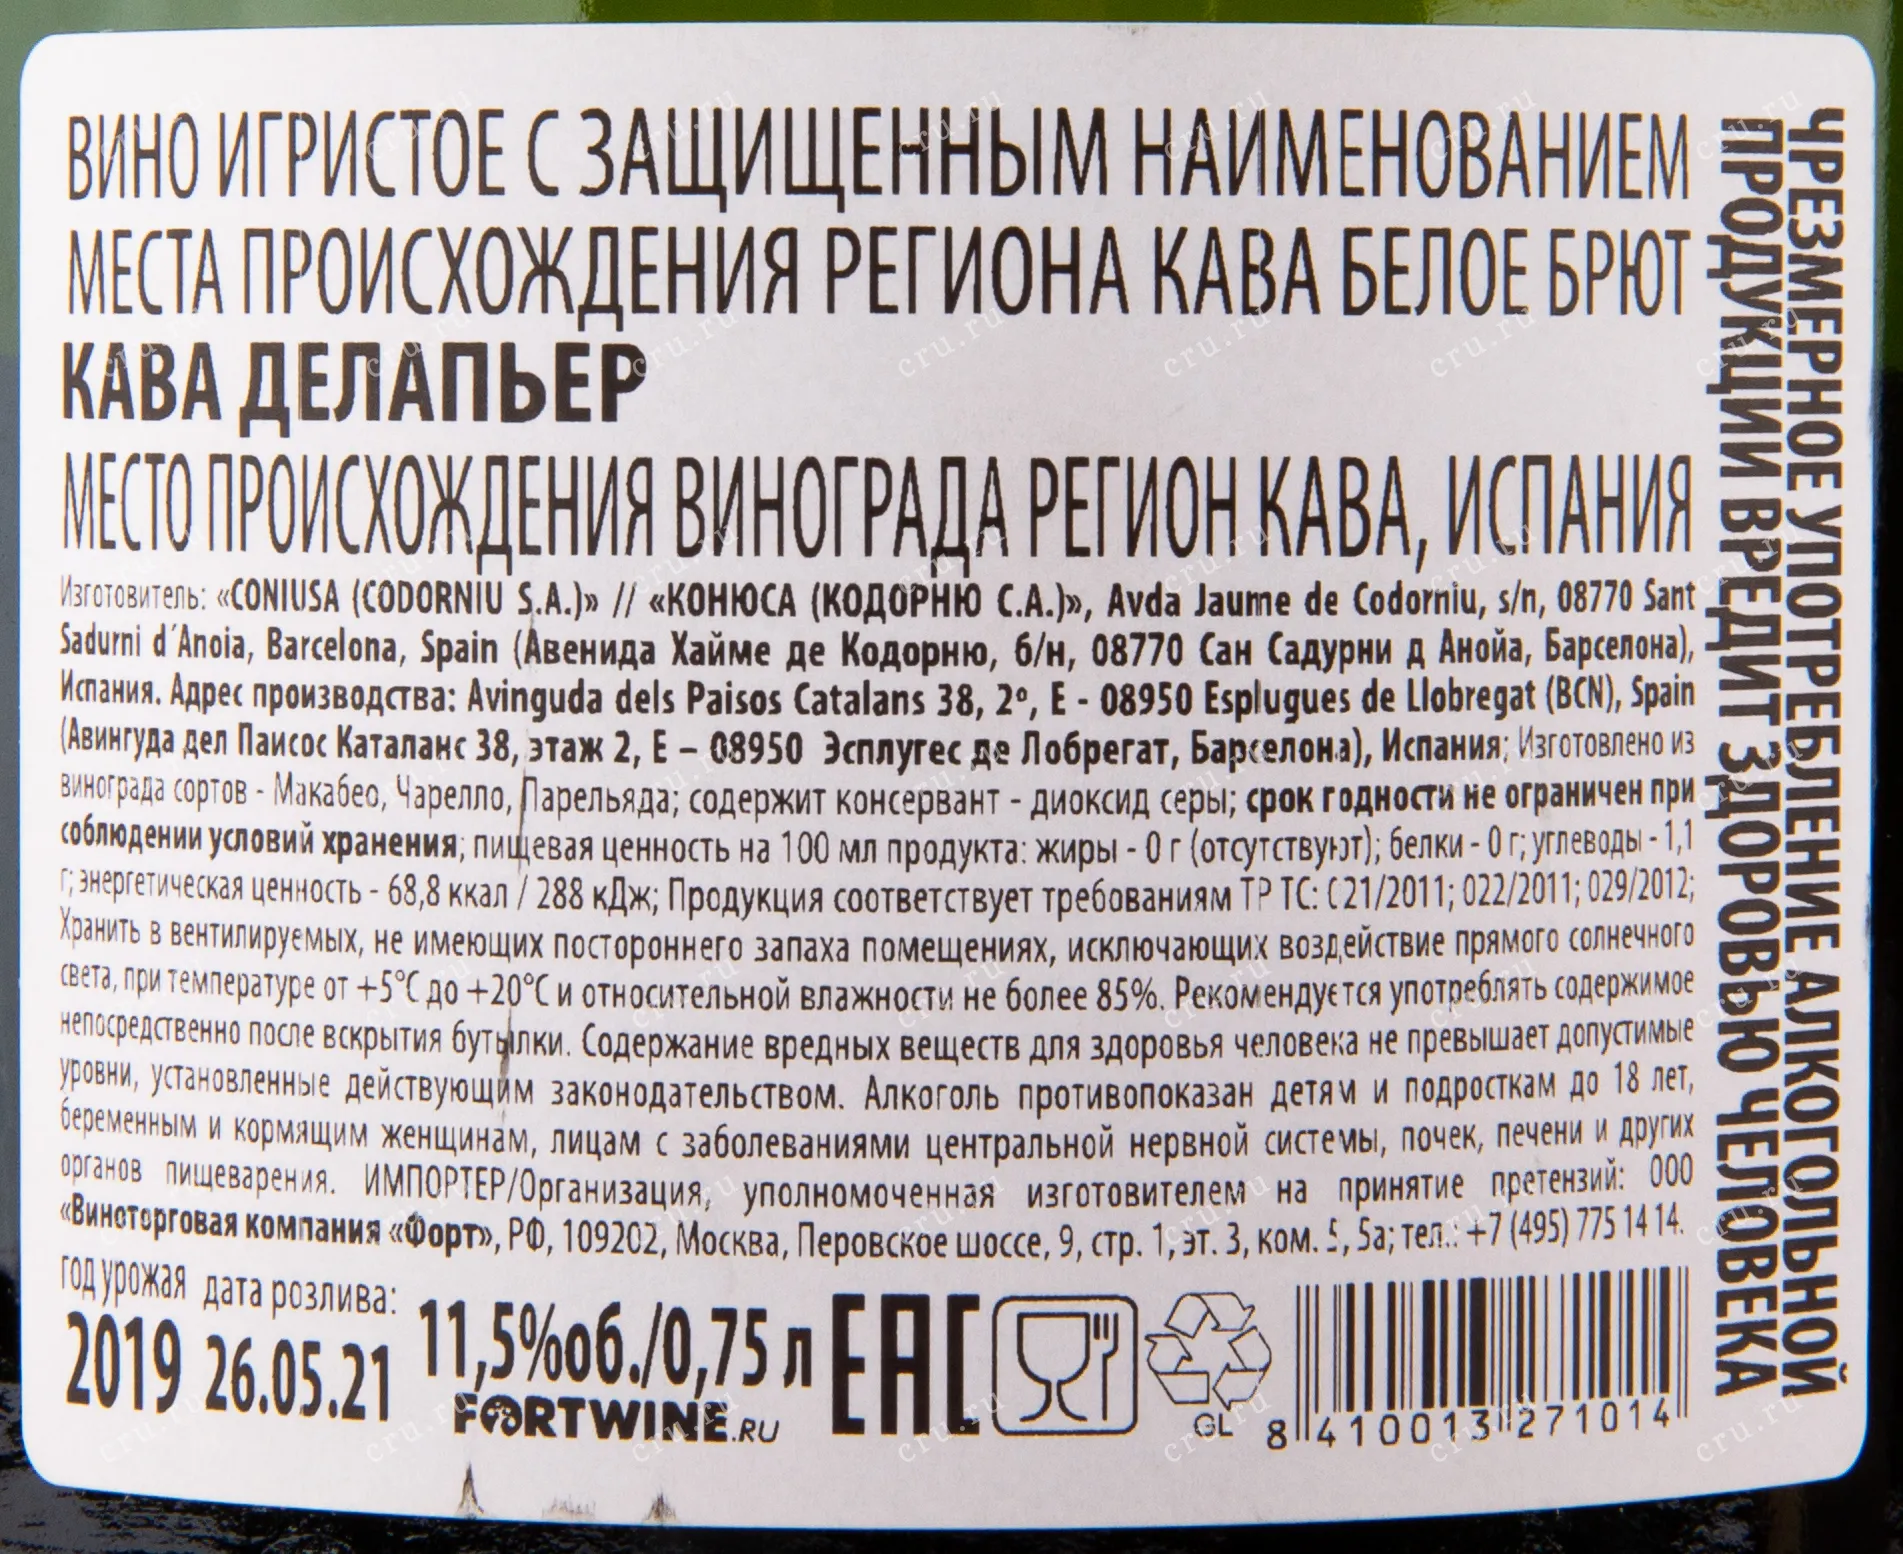 ВИНО ИГРИСТОЕ С ЗАЩИЩЕННЫМ НАИМЕНОВАНИЕМ
МЕСТА ПРОИСХОЖДЕНИЯ РЕГИОНА КАВА БЕЛОЕ БРЮТ
КАВА ДЕЛАПЬЕР
МЕСТО ПРОИСХОЖДЕНИЯ ВИНОГРАДА РЕГИОН КАВА, ИСПАНИЯ
Изготовитель: «CONIUSA (CODORNIU S.A.)» // «КОНЮСА (КОДОРНЮ С.А.)», Avda Jaume de Codorniu, s/n, 08770 Sant
Sadurni d´Anoia, Barcelona, Spain (Авенида Хайме де Кодорню, б/н, 08770 Сан Садурни д Анойа, Барселона),
Испания. Адрес производства: Avinguda dels Paisos Catalans 38, 2º, E - 08950 Esplugues de Llobregat (BCN), Spain
(Авингуда дел Паисос Каталанс 38, этаж 2, Е – 08950 Эсплугес де Лобрегат, Барселона), Испания; Изготовлено из
винограда сортов - Макабео, Чарелло, Парельяда; содержит консервант - диоксид серы; срок годности не ограничен при
соблюдении условий хранения; пищевая ценность на 100 мл продукта: жиры - 0 г (отсутствуют); белки - 0 г; углеводы - 1,1
г; энергетическая ценность - 68,8 ккал / 288 кДж; Продукция соответствует требованиям ТР ТС: 021/2011; 022/2011; 029/2012;
Хранить в вентилируемых, не имеющих постороннего запаха помещениях, исключающих воздействие прямого солнечного
света, при температуре от +5°С до +20°С и относительной влажности не более 85%. Рекомендуется употреблять содержимое
непосредственно после вскрытия бутылки. Содержание вредных веществ для здоровья человека не превышает допустимые
уровни, установленные действующим законодательством. Алкоголь противопоказан детям и подросткам до 18 лет,
беременным и кормящим женщинам, лицам с заболеваниями центральной нервной системы, почек, печени и других
органов пищеварения. ИМПОРТЕР/Организация, уполномоченная изготовителем на принятие претензий: ООО
«Виноторговая компания «Форт», РФ, 109202, Москва, Перовское шоссе, 9, стр. 1, эт. 3, ком. 5, 5а; тел.: +7 (495) 775 14 14.
год урожая дата розлива:
2019 26.05.21
11,5%об./0,75 л
FORTWINE.RU
EAC
GL
8 410013 271014
ЧРЕЗМЕРНОЕ УПОТРЕБЛЕНИЕ АЛКОГОЛЬНОЙ
ПРОДУКЦИИ ВРЕДИТ ЗДОРОВЬЮ ЧЕЛОВЕКА
cru.ru